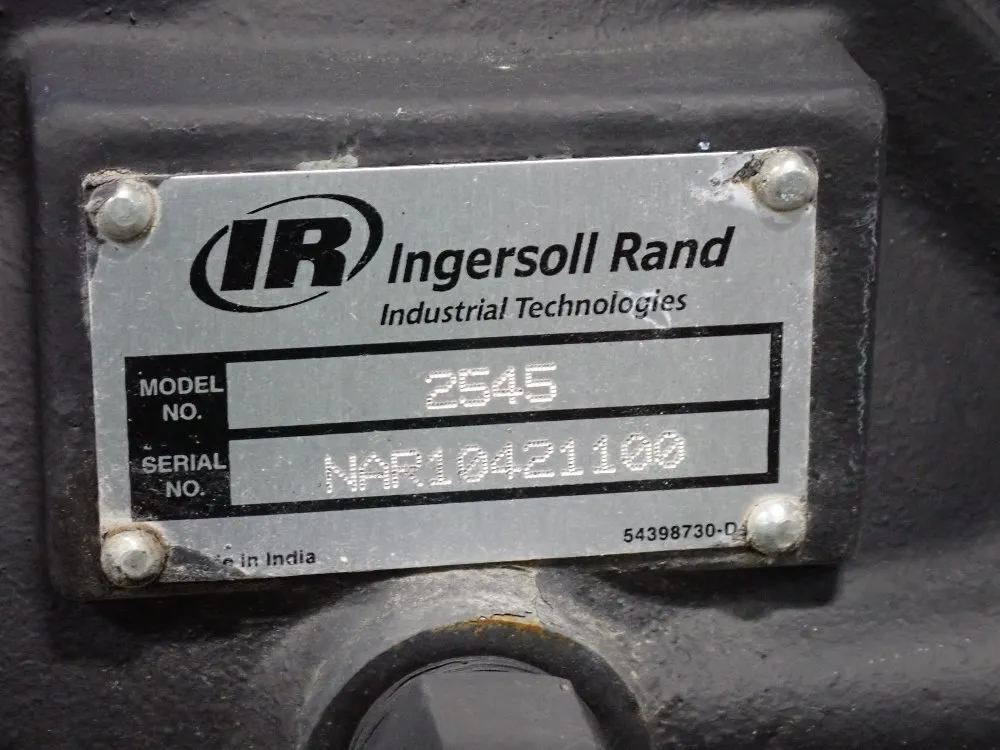 IR Ingersoll Rand
Industrial Technologies
MODEL NO. 2545
SERIAL NO. NAR10421100
in India
54398730-D